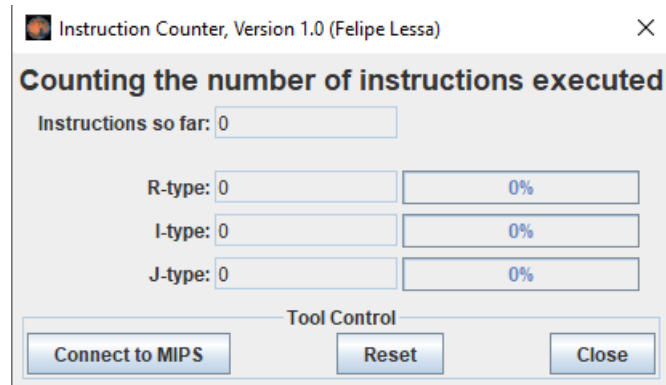 Instruction Counter, Version 1.0 (Felipe Lessa)
Counting the number of instructions executed
Instructions so far: 0
R-type: 0 0%
I-type: 0 0%
J-type: 0 0%
Tool Control
Connect to MIPS Reset Close